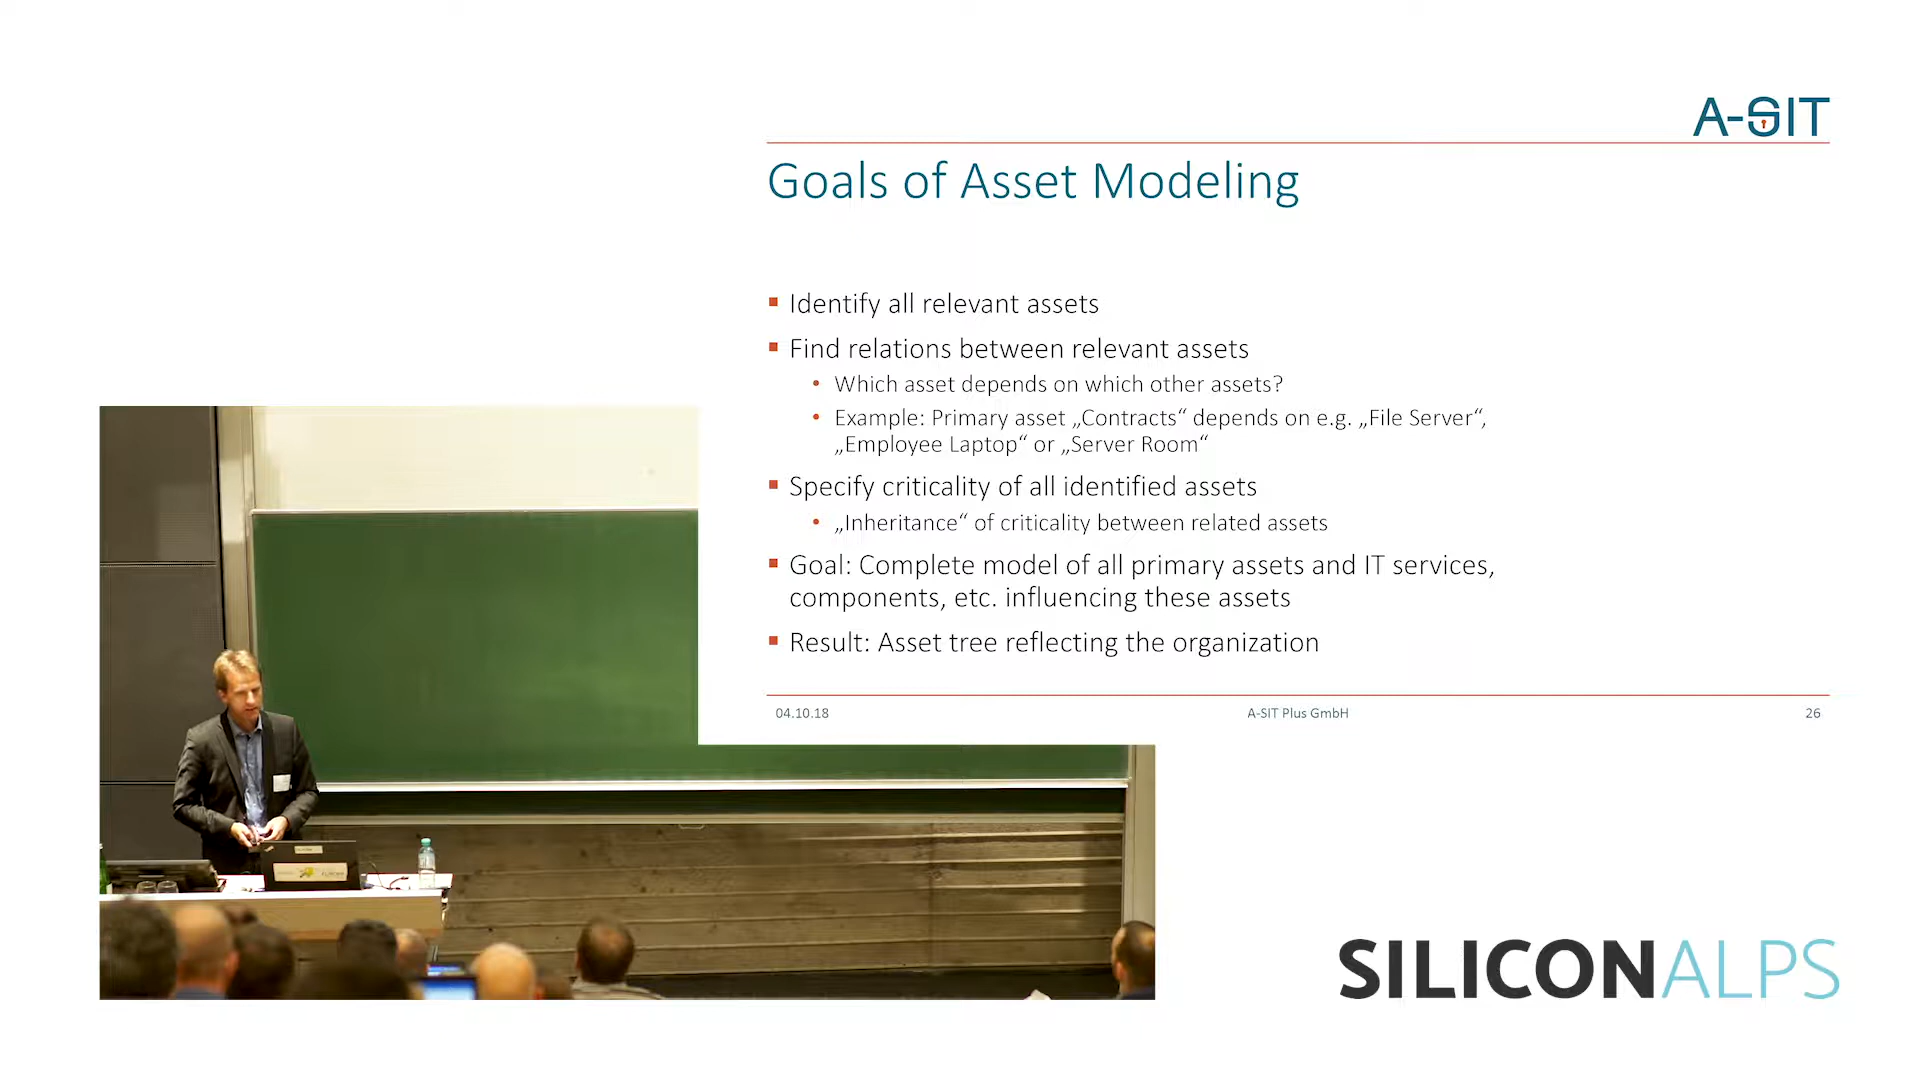 A-SIT
Goals of Asset Modeling
Identify all relevant assets
Find relations between relevant assets
Which asset depends on which other assets?
Example: Primary asset „Contracts“ depends on e.g. „File Server“,
„Employee Laptop“ or „Server Room“
Specify criticality of all identified assets
„Inheritance“ of criticality between related assets
Goal: Complete model of all primary assets and IT services,
components, etc. influencing these assets
Result: Asset tree reflecting the organization
04.10.18 A-SIT Plus GmbH 26
SILICONALPS